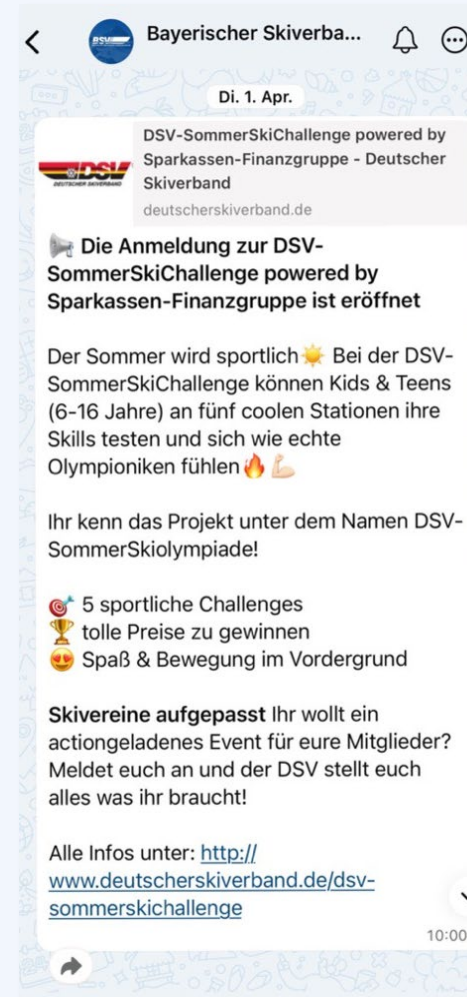 Bayerischer Skiverba...
BSV
Di. 1. Apr.
DSV
DEUTSCHER SKIVERBAND
DSV-SommerSkiChallenge powered by
Sparkassen-Finanzgruppe - Deutscher
Skiverband
deutscherskiverband.de
📢 Die Anmeldung zur DSV-
SommerSkiChallenge powered by
Sparkassen-Finanzgruppe ist eröffnet
Der Sommer wird sportlich☀️ Bei der DSV-
SommerSkiChallenge können Kids & Teens
(6-16 Jahre) an fünf coolen Stationen ihre
Skills testen und sich wie echte
Olympioniken fühlen🔥💪🏻
Ihr kenn das Projekt unter dem Namen DSV-
SommerSkiolympiade!
🎯 5 sportliche Challenges
🏆 tolle Preise zu gewinnen
😍 Spaß & Bewegung im Vordergrund
Skivereine aufgepasst Ihr wollt ein
actiongeladenes Event für eure Mitglieder?
Meldet euch an und der DSV stellt euch
alles was ihr braucht!
Alle Infos unter: http://
www.deutscherskiverband.de/dsv-
sommerskichallenge
10:00